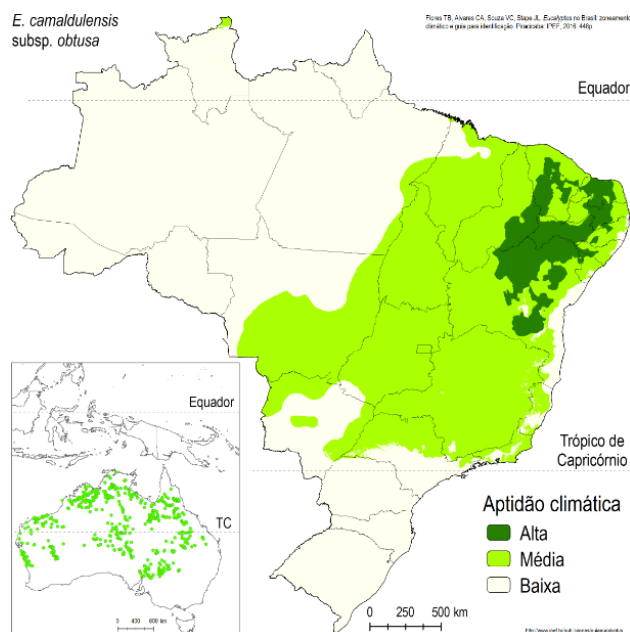 E. camaldulensis
subsp. obtusa
Flores TB, Alvares CA, Souza VC, Stape JL. Eucalyptus no Brasil: zoneamento
climático e guia para identificação. Piracicaba: IPEF, 2016. 448p.
Equador
Equador
TC
0 400 600 km
Trópico de
Capricórnio
Aptidão climática
Alta
Média
Baixa
0 250 500 km